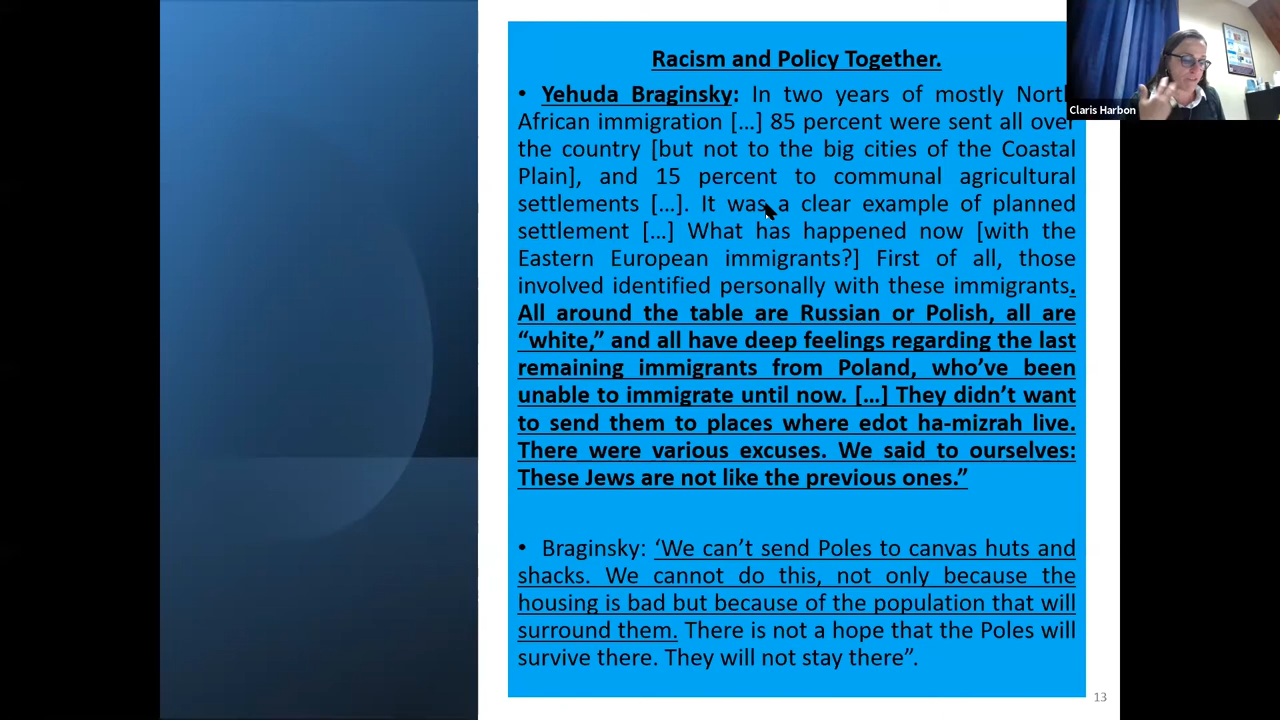 Racism and Policy Together.
• Yehuda Braginsky: In two years of mostly North
African immigration […] 85 percent were sent all over
the country [but not to the big cities of the Coastal
Plain], and 15 percent to communal agricultural
settlements […]. It was a clear example of planned
settlement […] What has happened now [with the
Eastern European immigrants?] First of all, those
involved identified personally with these immigrants.
All around the table are Russian or Polish, all are
“white,” and all have deep feelings regarding the last
remaining immigrants from Poland, who’ve been
unable to immigrate until now. […] They didn’t want
to send them to places where edot ha-mizrah live.
There were various excuses. We said to ourselves:
These Jews are not like the previous ones.”
• Braginsky: ‘We can’t send Poles to canvas huts and
shacks. We cannot do this, not only because the
housing is bad but because of the population that will
surround them. There is not a hope that the Poles will
survive there. They will not stay there”.
13
Claris Harbon